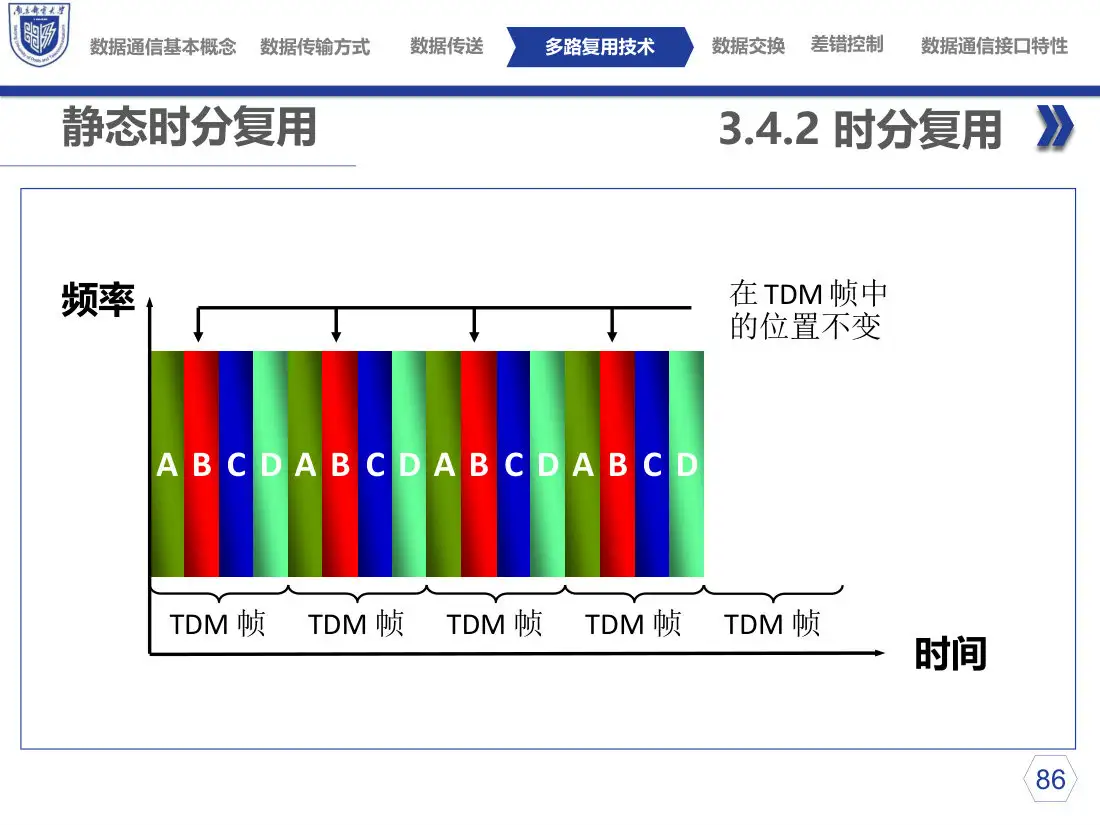 数据通信基本概念 数据传输方式 数据传送 多路复用技术 数据交换 差错控制 数据通信接口特性
静态时分复用 3.4.2 时分复用
频率
在 TDM 帧中
的位置不变
A B C D A B C D A B C D A B C D
TDM 帧 TDM 帧 TDM 帧 TDM 帧 TDM 帧
时间
86